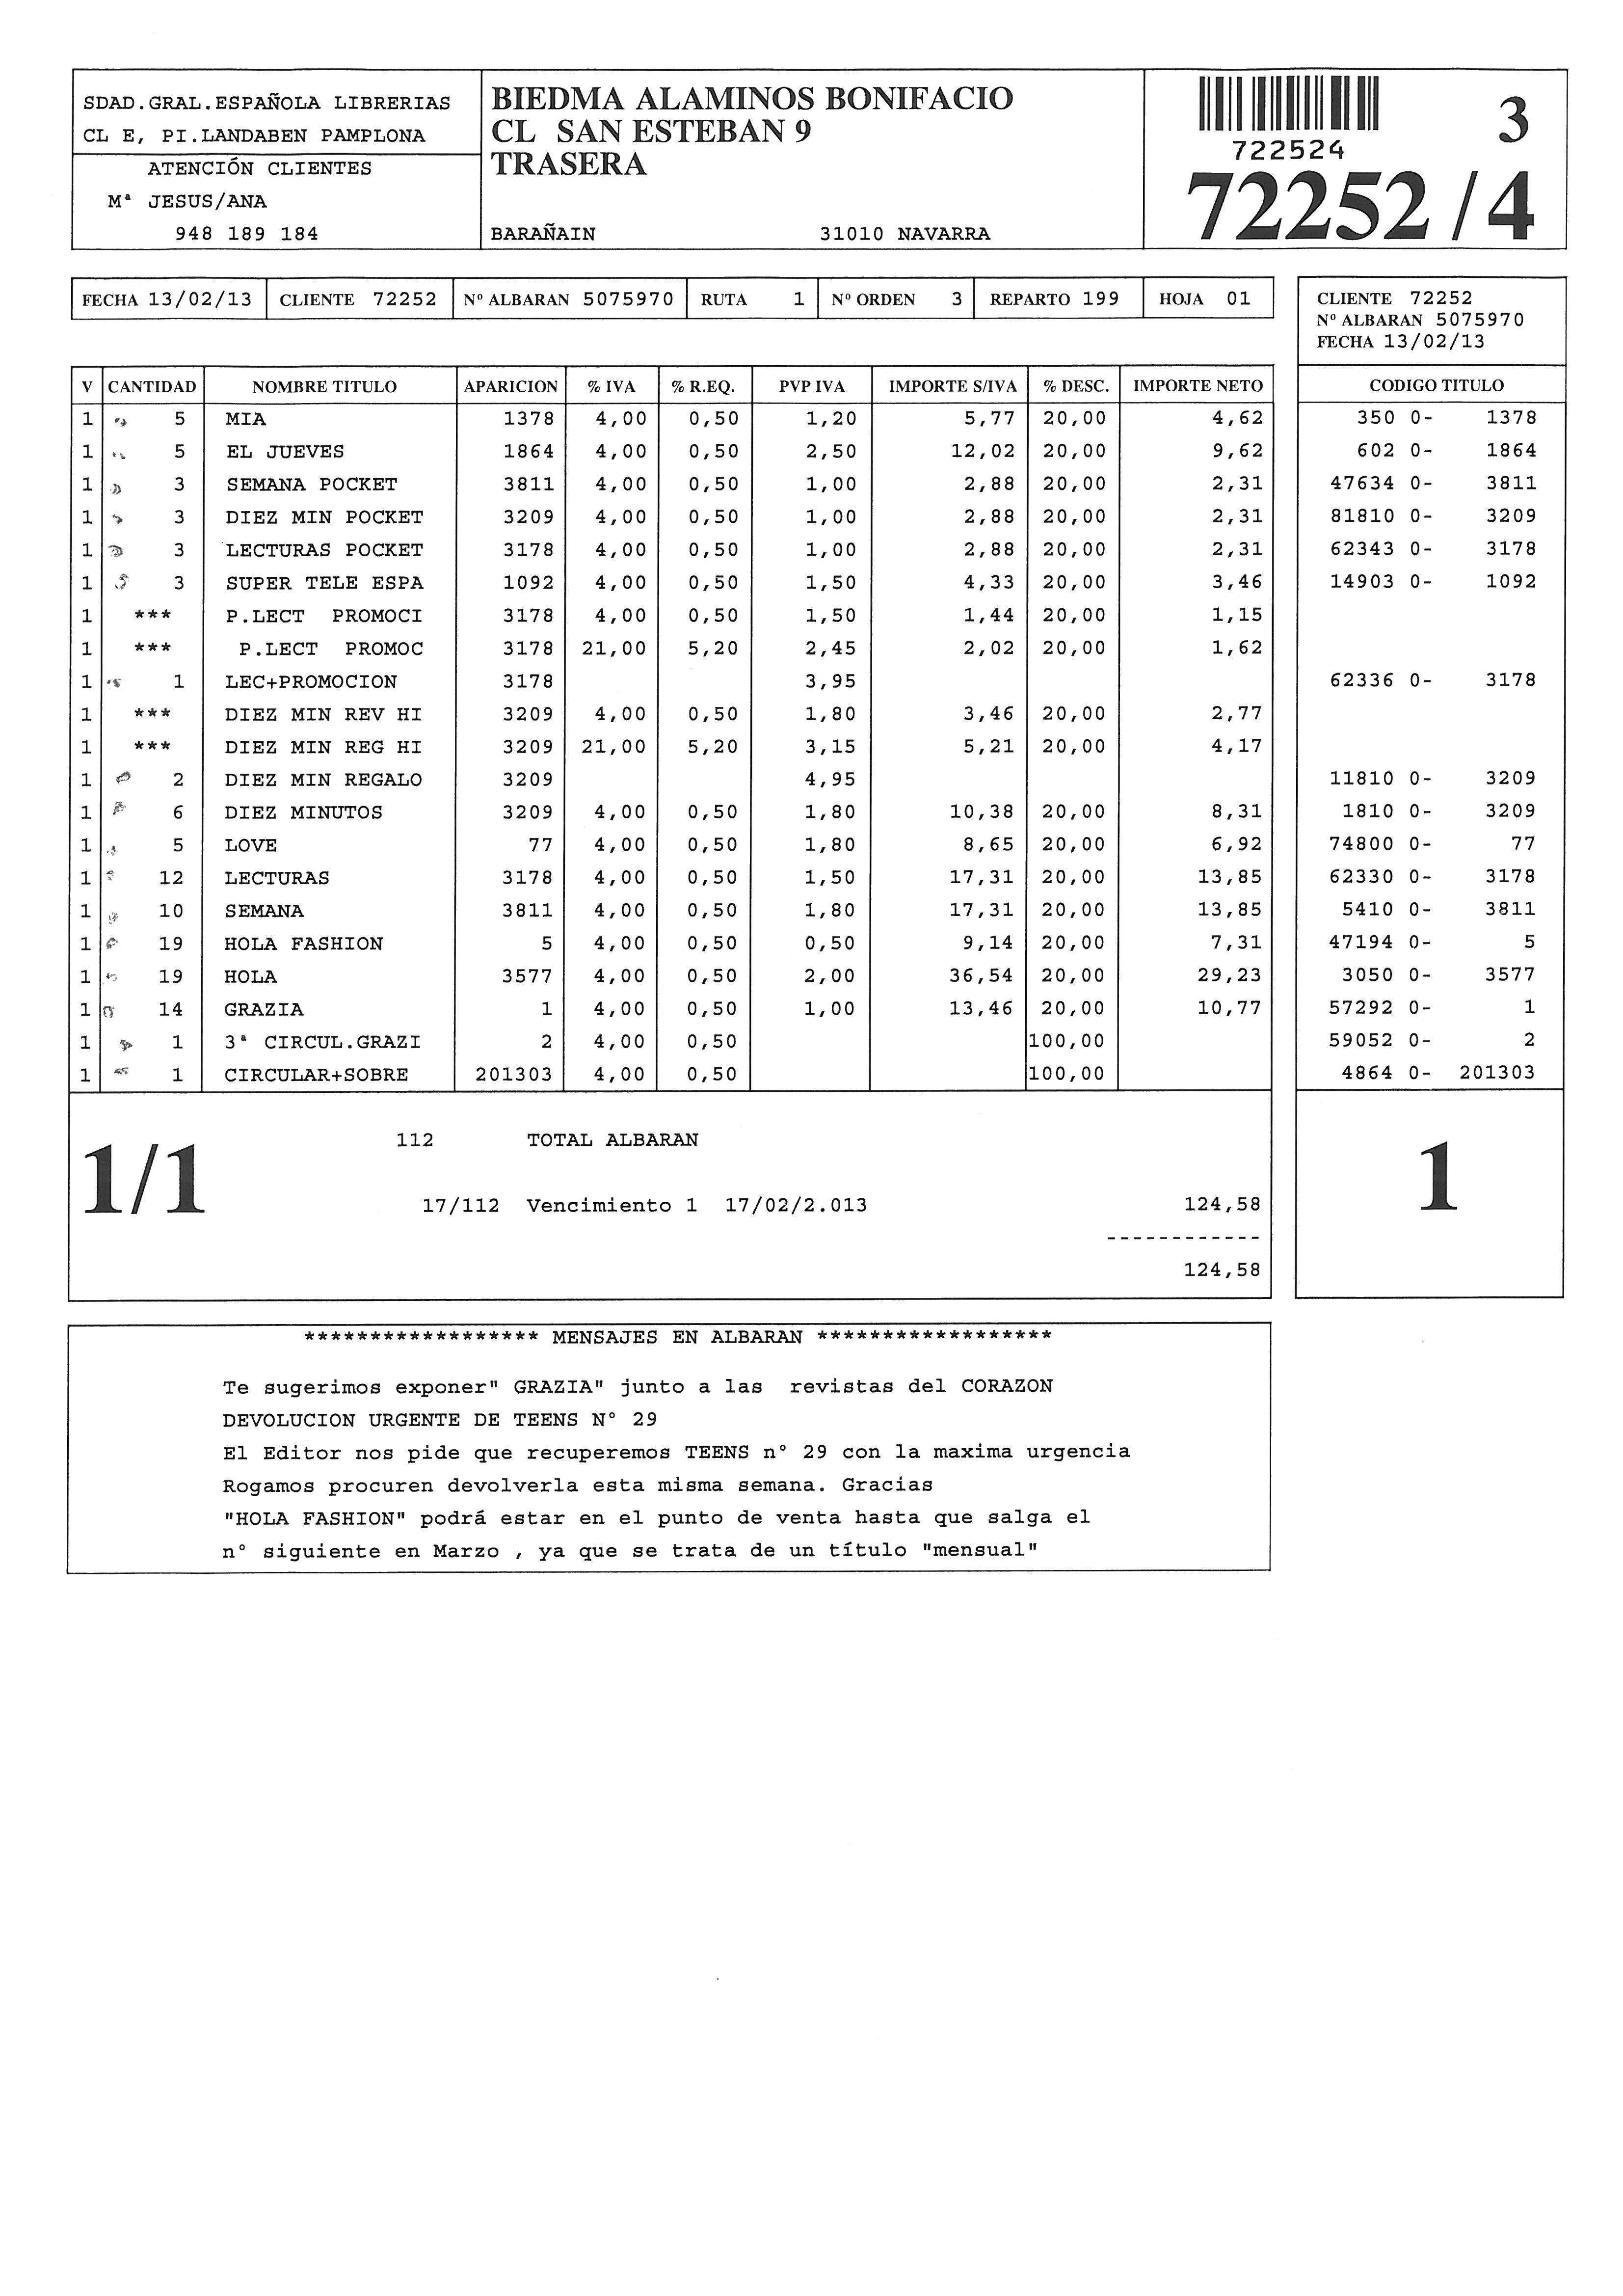 SDAD.GRAL.ESPAÑOLA LIBRERIAS
CL E, PI.LANDABEN PAMPLONA
ATENCIÓN CLIENTES
Mª JESUS/ANA
948 189 184
BIEDMA ALAMINOS BONIFACIO
CL SAN ESTEBAN 9
TRASERA
BARAÑAIN 31010 NAVARRA
3
722524
72252/4
FECHA 13/02/13 CLIENTE 72252 Nº ALBARAN 5075970 RUTA 1 Nº ORDEN 3 REPARTO 199 HOJA 01
CLIENTE 72252
Nº ALBARAN 5075970
FECHA 13/02/13
V CANTIDAD NOMBRE TITULO APARICION % IVA % R.EQ. PVP IVA IMPORTE S/IVA % DESC. IMPORTE NETO CODIGO TITULO
1 5 MIA 1378 4,00 0,50 1,20 5,77 20,00 4,62 350 0- 1378
1 5 EL JUEVES 1864 4,00 0,50 2,50 12,02 20,00 9,62 602 0- 1864
1 3 SEMANA POCKET 3811 4,00 0,50 1,00 2,88 20,00 2,31 47634 0- 3811
1 3 DIEZ MIN POCKET 3209 4,00 0,50 1,00 2,88 20,00 2,31 81810 0- 3209
1 3 LECTURAS POCKET 3178 4,00 0,50 1,00 2,88 20,00 2,31 62343 0- 3178
1 3 SUPER TELE ESPA 1092 4,00 0,50 1,50 4,33 20,00 3,46 14903 0- 1092
1 *** P.LECT PROMOCI 3178 4,00 0,50 1,50 1,44 20,00 1,15
1 *** P.LECT PROMOC 3178 21,00 5,20 2,45 2,02 20,00 1,62
1 1 LEC+PROMOCION 3178 3,95 62336 0- 3178
1 *** DIEZ MIN REV HI 3209 4,00 0,50 1,80 3,46 20,00 2,77
1 *** DIEZ MIN REG HI 3209 21,00 5,20 3,15 5,21 20,00 4,17
1 2 DIEZ MIN REGALO 3209 4,95 11810 0- 3209
1 6 DIEZ MINUTOS 3209 4,00 0,50 1,80 10,38 20,00 8,31 1810 0- 3209
1 5 LOVE 77 4,00 0,50 1,80 8,65 20,00 6,92 74800 0- 77
1 12 LECTURAS 3178 4,00 0,50 1,50 17,31 20,00 13,85 62330 0- 3178
1 10 SEMANA 3811 4,00 0,50 1,80 17,31 20,00 13,85 5410 0- 3811
1 19 HOLA FASHION 5 4,00 0,50 0,50 9,14 20,00 7,31 47194 0- 5
1 19 HOLA 3577 4,00 0,50 2,00 36,54 20,00 29,23 3050 0- 3577
1 14 GRAZIA 1 4,00 0,50 1,00 13,46 20,00 10,77 57292 0- 1
1 1 3ª CIRCUL.GRAZI 2 4,00 0,50 100,00 59052 0- 2
1 1 CIRCULAR+SOBRE 201303 4,00 0,50 100,00 4864 0- 201303
1/1
112 TOTAL ALBARAN
17/112 Vencimiento 1 17/02/2.013 124,58
------------
124,58
1
****************** MENSAJES EN ALBARAN ******************
Te sugerimos exponer" GRAZIA" junto a las revistas del CORAZON
DEVOLUCION URGENTE DE TEENS N° 29
El Editor nos pide que recuperemos TEENS n° 29 con la maxima urgencia
Rogamos procuren devolverla esta misma semana. Gracias
"HOLA FASHION" podrá estar en el punto de venta hasta que salga el
n° siguiente en Marzo , ya que se trata de un título "mensual"